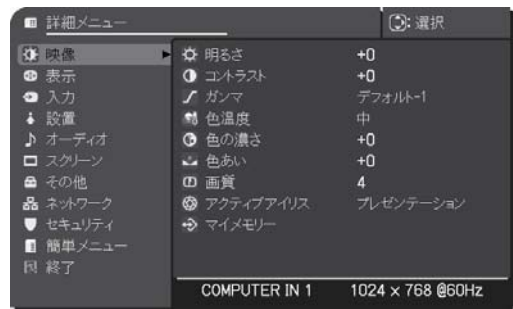 詳細メニュー
:選択
映像
表示
入力
設置
オーディオ
スクリーン
その他
ネットワーク
セキュリティ
簡単メニュー
終了
明るさ +0
コントラスト +0
ガンマ デフォルト-1
色温度 中
色の濃さ +0
色あい +0
画質 4
アクティブアイリス プレゼンテーション
マイメモリー
COMPUTER IN 1 1024 × 768 @60Hz